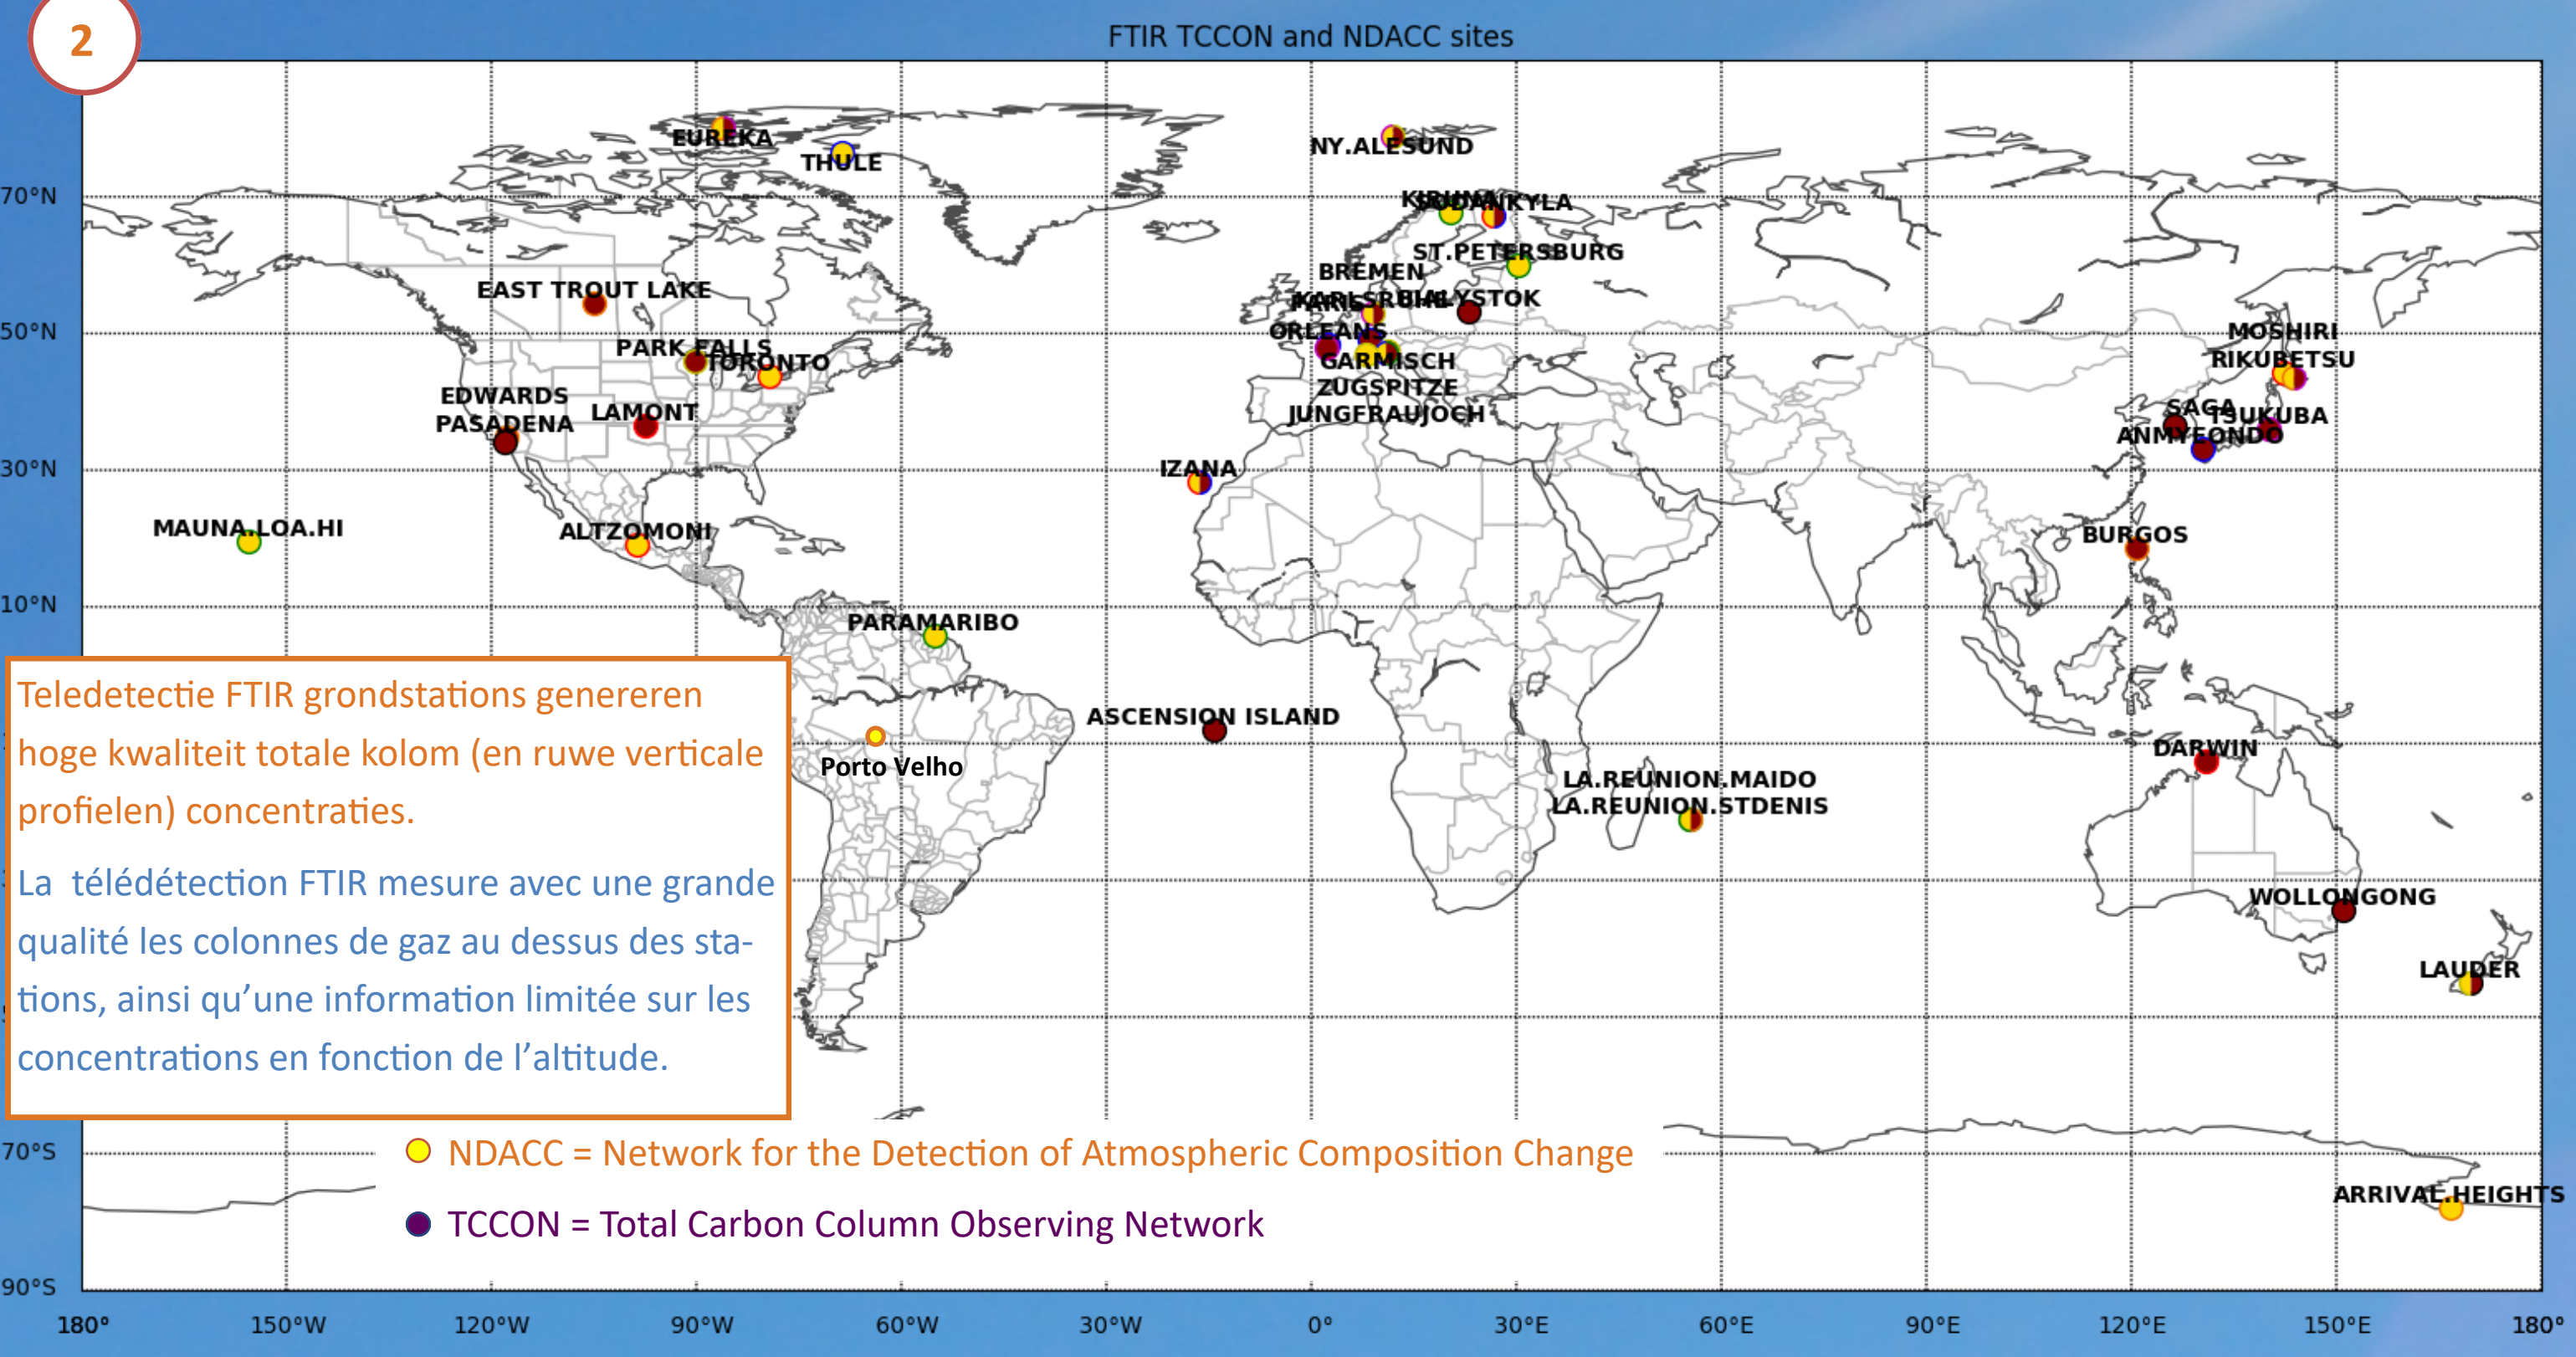 2
FTIR TCCON and NDACC sites
EUREKA
THULE
NY.ALESUND
70°N
KIRUNA
SODANKYLA
ST.PETERSBURG
BREMEN
EAST TROUT LAKE
KARLSRUHE
BIALYSTOK
PARIS
50°N
ORLEANS
MOSHIRI
PARK FALLS
TORONTO
GARMISCH
RIKUBETSU
ZUGSPITZE
EDWARDS
LAMONT
JUNGFRAUJOCH
SAGA
TSUKUBA
PASADENA
ANMYEONDO
30°N
IZANA
MAUNA.LOA.HI
ALTZOMONI
BURGOS
10°N
PARAMARIBO
Teledetectie FTIR grondstations genereren
hoge kwaliteit totale kolom (en ruwe verticale
profielen) concentraties.
La télédétection FTIR mesure avec une grande
qualité les colonnes de gaz au dessus des sta-
tions, ainsi qu’une information limitée sur les
concentrations en fonction de l’altitude.
ASCENSION ISLAND
Porto Velho
DARWIN
LA.REUNION.MAIDO
LA.REUNION.STDENIS
WOLLONGONG
LAUDER
70°S
NDACC = Network for the Detection of Atmospheric Composition Change
ARRIVAL.HEIGHTS
TCCON = Total Carbon Column Observing Network
90°S
180° 150°W 120°W 90°W 60°W 30°W 0° 30°E 60°E 90°E 120°E 150°E 180°